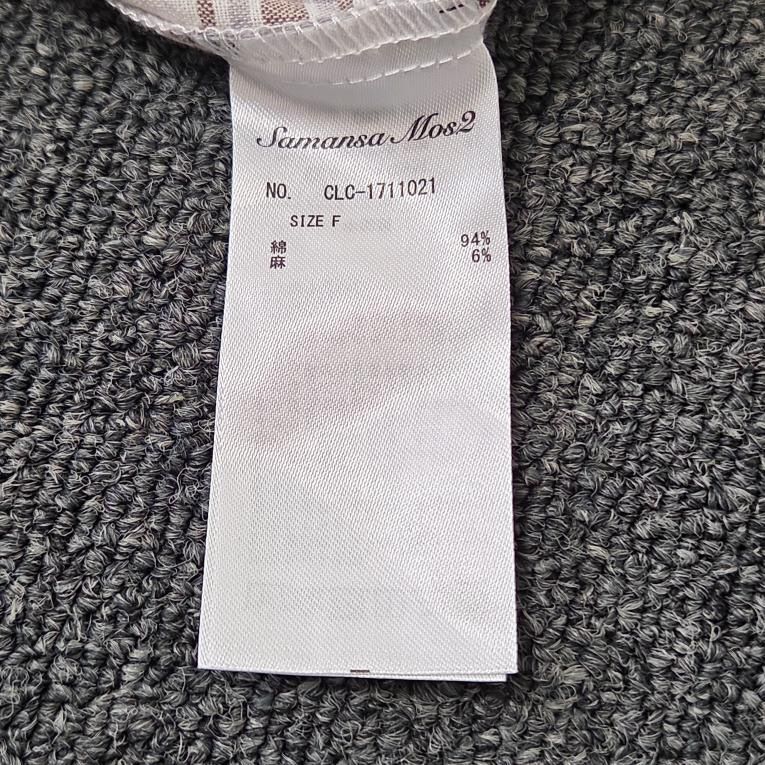 Samansa Mos2
NO. CLC-1711021
SIZE F
綿 94%
麻 6%